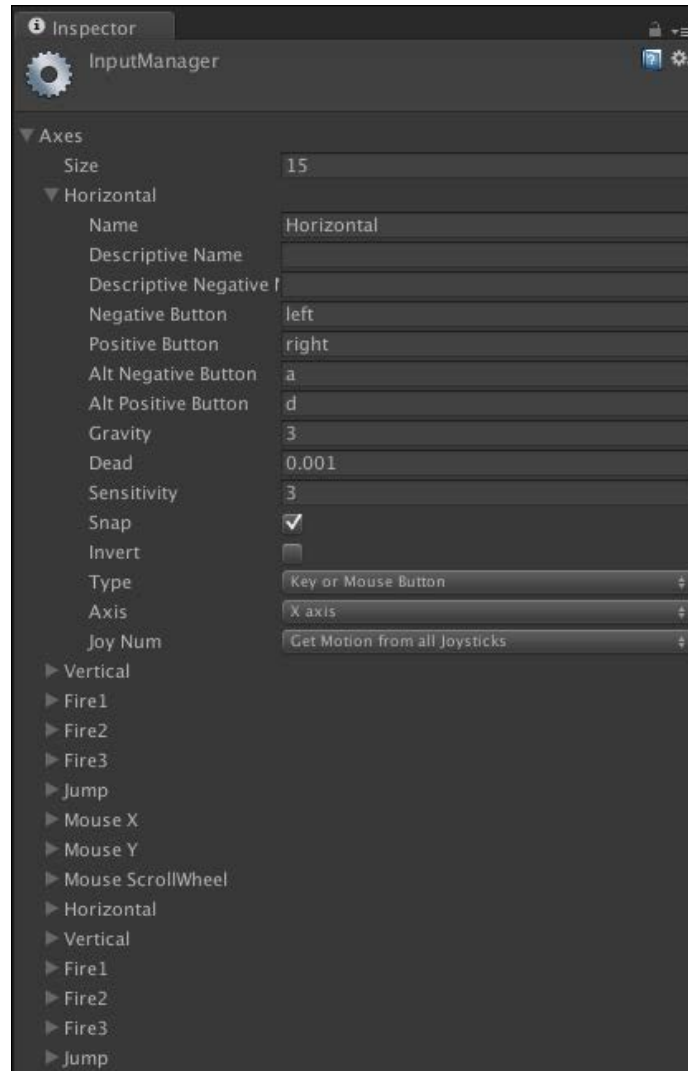 Inspector
InputManager
Axes
Size 15
Horizontal
Name Horizontal
Descriptive Name
Descriptive Negative
Negative Button left
Positive Button right
Alt Negative Button a
Alt Positive Button d
Gravity 3
Dead 0.001
Sensitivity 3
Snap
Invert
Type Key or Mouse Button
Axis X axis
Joy Num Get Motion from all Joysticks
Vertical
Fire1
Fire2
Fire3
Jump
Mouse X
Mouse Y
Mouse ScrollWheel
Horizontal
Vertical
Fire1
Fire2
Fire3
Jump